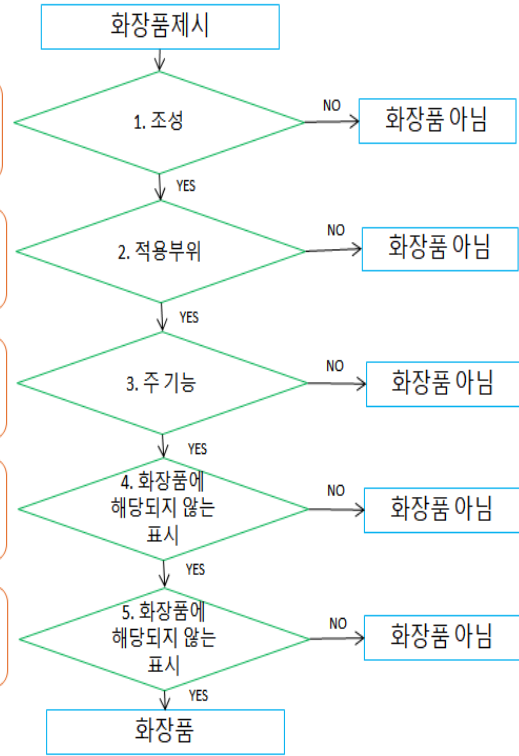 화장품제시
1. 조성
NO
화장품 아님
YES
2. 적용부위
NO
화장품 아님
YES
3. 주 기능
NO
화장품 아님
YES
4. 화장품에
해당되지 않는
표시
NO
화장품 아님
YES
5. 화장품에
해당되지 않는
표시
NO
화장품 아님
YES
화장품